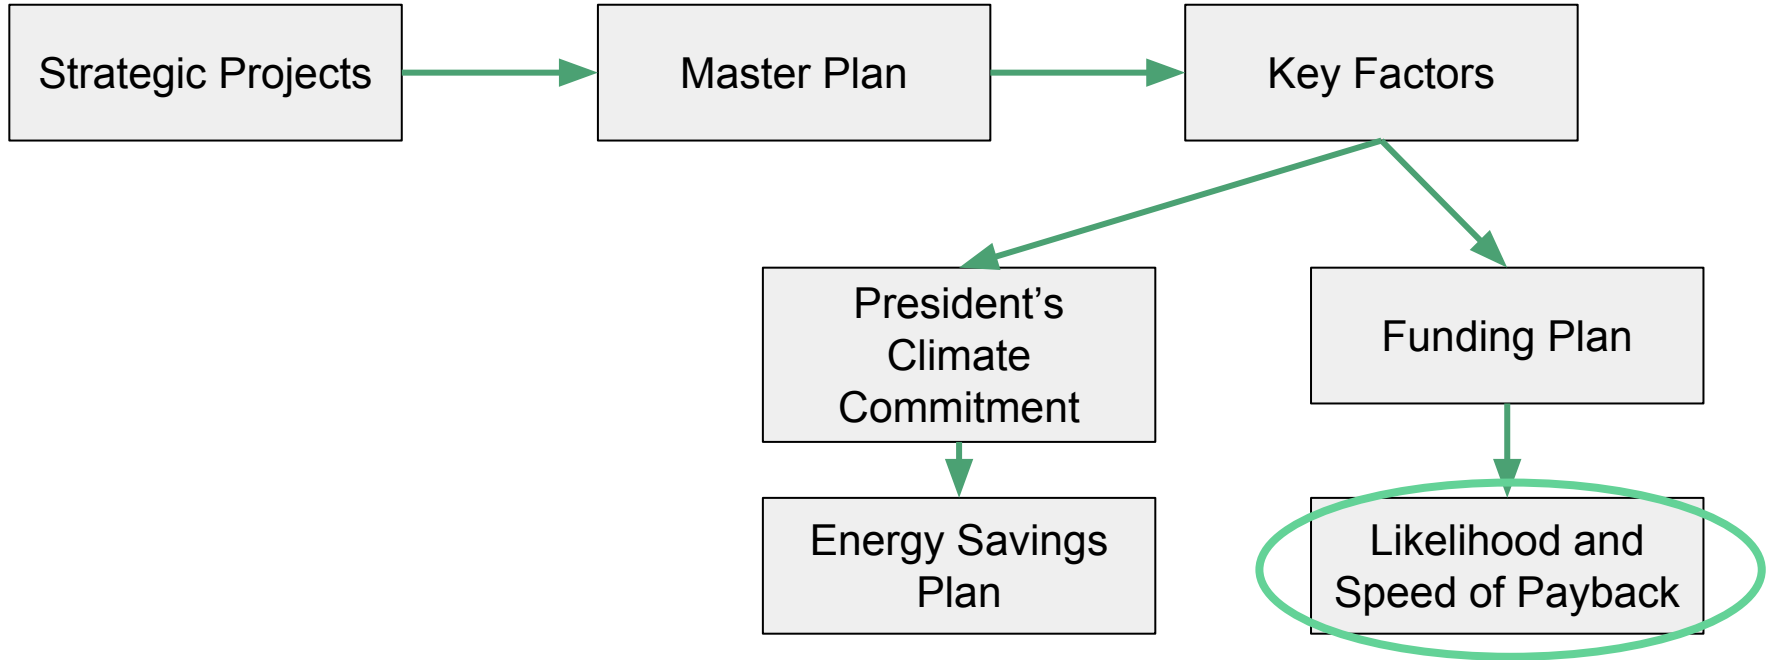 Strategic Projects
Master Plan
Key Factors
President’s
Climate
Commitment
Funding Plan
Energy Savings
Plan
Likelihood and
Speed of Payback